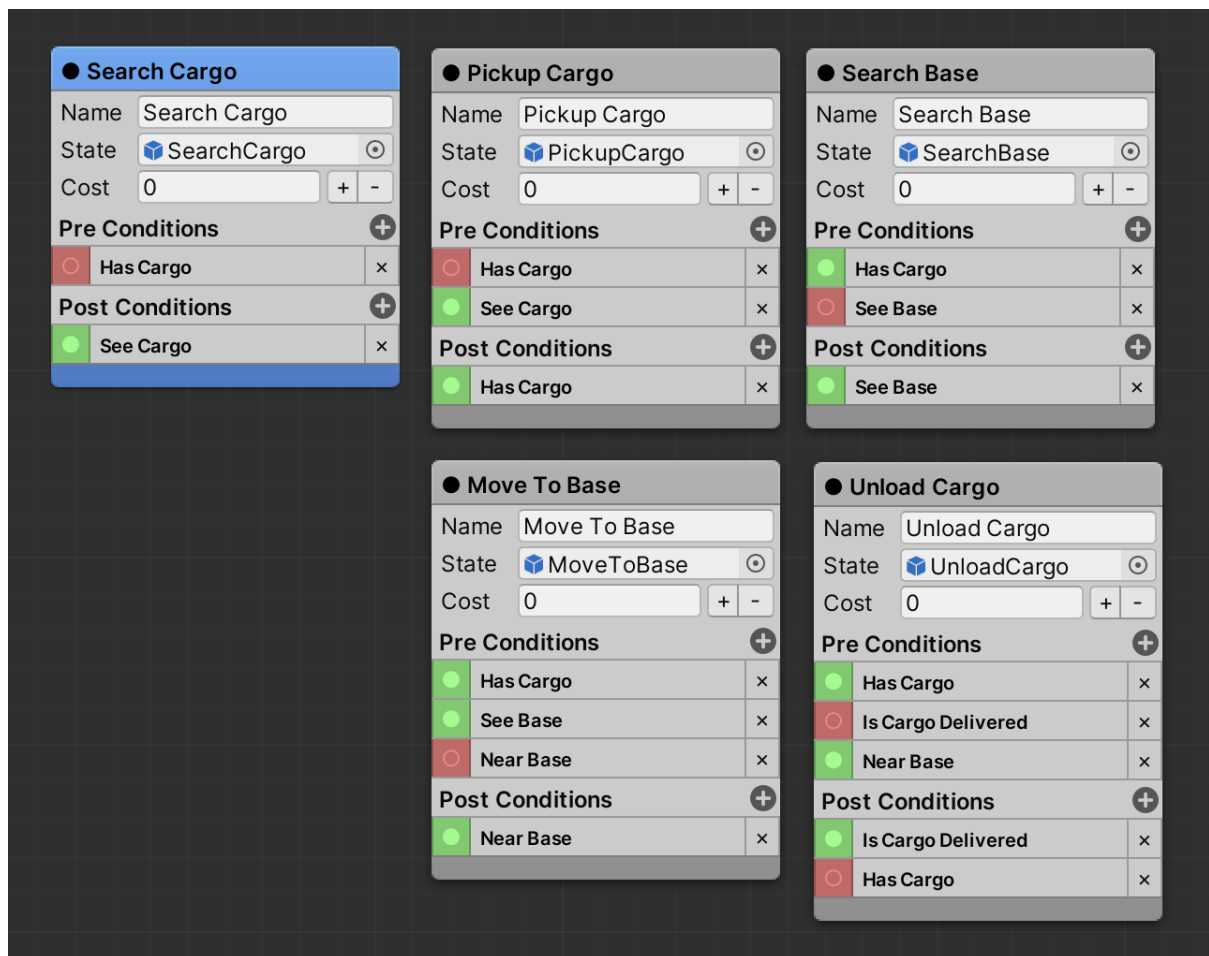 Search Cargo
Name Search Cargo
State SearchCargo
Cost 0 + -
Pre Conditions
Has Cargo ×
Post Conditions
See Cargo ×
Pickup Cargo
Name Pickup Cargo
State PickupCargo
Cost 0 + -
Pre Conditions
Has Cargo ×
See Cargo ×
Post Conditions
Has Cargo ×
Search Base
Name Search Base
State SearchBase
Cost 0 + -
Pre Conditions
Has Cargo ×
See Base ×
Post Conditions
See Base ×
Move To Base
Name Move To Base
State MoveToBase
Cost 0 + -
Pre Conditions
Has Cargo ×
See Base ×
Near Base ×
Post Conditions
Near Base ×
Unload Cargo
Name Unload Cargo
State UnloadCargo
Cost 0 + -
Pre Conditions
Has Cargo ×
Is Cargo Delivered ×
Near Base ×
Post Conditions
Is Cargo Delivered ×
Has Cargo ×